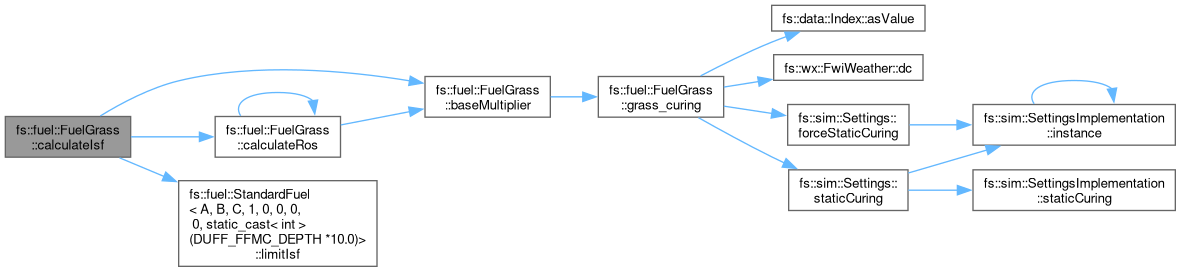 fs::fuel::FuelGrass
::calculateIsf
fs::fuel::FuelGrass
::calculateRos
fs::fuel::StandardFuel
< A, B, C, 1, 0, 0, 0,
0, static_cast< int >
(DUFF_FFMC_DEPTH *10.0)>
::limitIsf
fs::fuel::FuelGrass
::baseMultiplier
fs::fuel::FuelGrass
::grass_curing
fs::data::Index::asValue
fs::wx::FwiWeather::dc
fs::sim::Settings::
forceStaticCuring
fs::sim::Settings::
staticCuring
fs::sim::SettingsImplementation
::instance
fs::sim::SettingsImplementation
::staticCuring